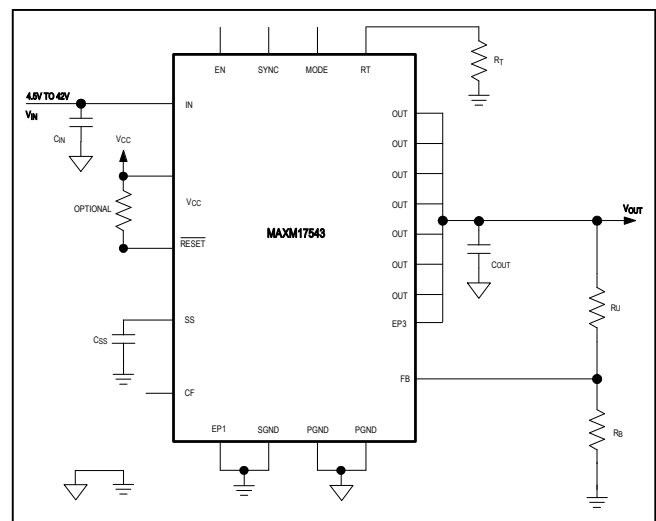 EN SYNC MODE RT
RT
4.5V TO 42V
VIN
IN
CIN
VCC
VCC
OPTIONAL
RESET
MAXM17543
OUT
OUT
OUT
OUT
OUT
OUT
OUT
EP3
VOUT
COUT
RU
SS
CSS
CF
FB
RB
EP1 SGND PGND PGND